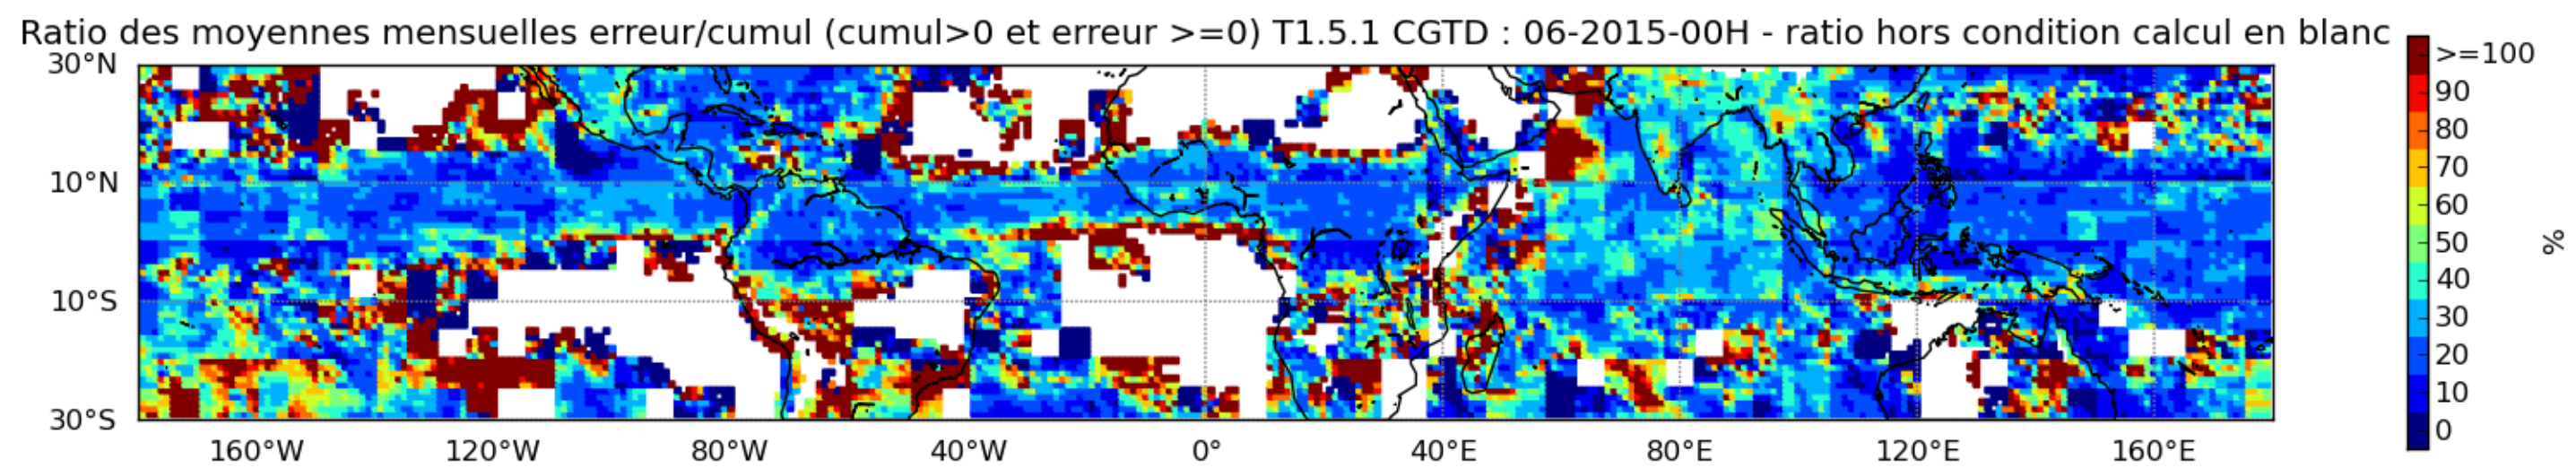 Ratio des moyennes mensuelles erreur/cumul (cumul>0 et erreur >=0) T1.5.1 CGTD : 06-2015-00H - ratio hors condition calcul en blanc
30°N
10°N
10°S
30°S
160°W 120°W 80°W 40°W 0° 40°E 80°E 120°E 160°E
>=100
90
80
70
60
50
40
30
20
10
0
%